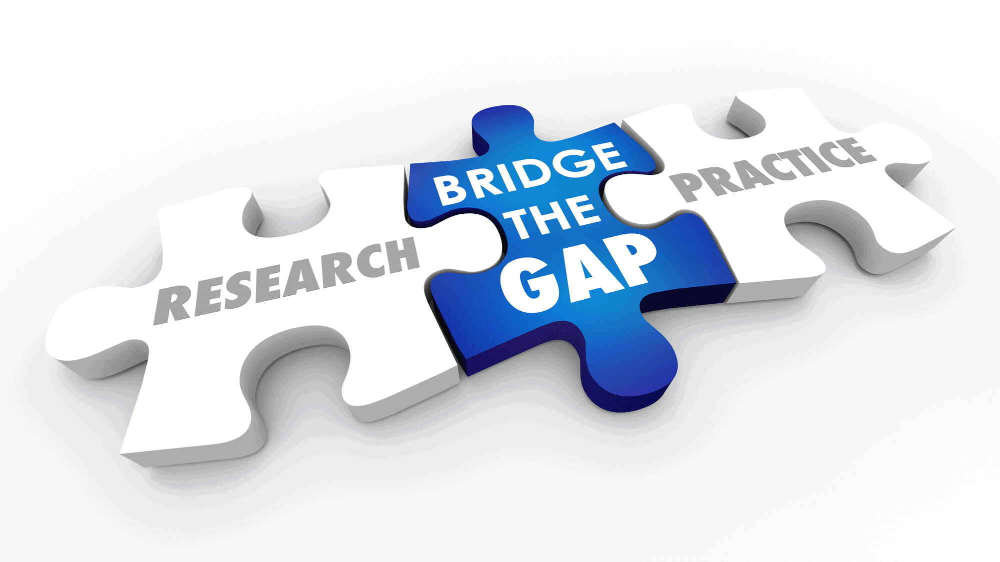 RESEARCH
BRIDGE
THE
GAP
PRACTICE